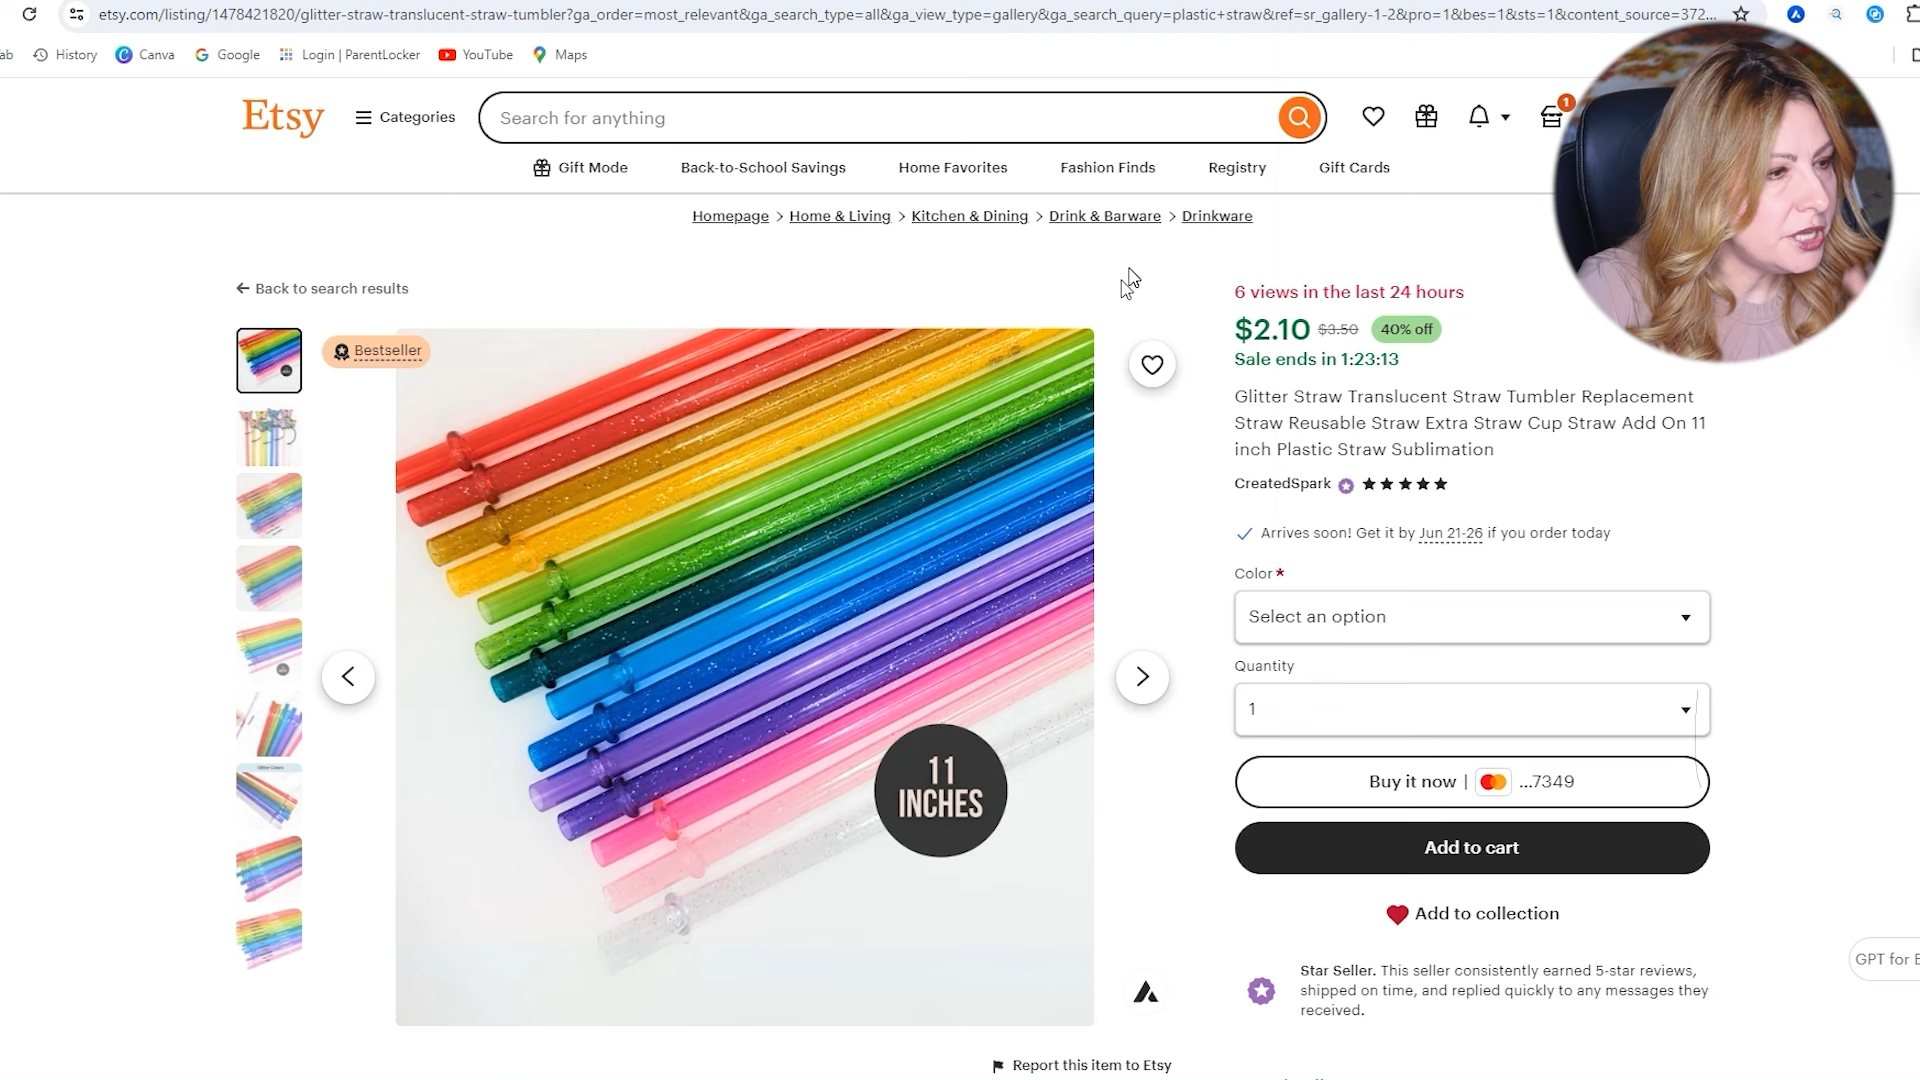 etsy.com/listing/1478421820/glitter-straw-translucent-straw-tumbler?ga_order=most_relevant&ga_search_type=all&ga_view_type=gallery&ga_search_query=plastic+straw&ref=sr_gallery-1-2&pro=1&bes=1&sts=1&content_source=372...
ab History Canva Google Login | ParentLocker YouTube Maps
Etsy Categories Search for anything 1
Gift Mode Back-to-School Savings Home Favorites Fashion Finds Registry Gift Cards
Homepage > Home & Living > Kitchen & Dining > Drink & Barware > Drinkware
Back to search results
Bestseller
11
INCHES
6 views in the last 24 hours
$2.10 $3.50 40% off
Sale ends in 1:23:13
Glitter Straw Translucent Straw Tumbler Replacement
Straw Reusable Straw Extra Straw Cup Straw Add On 11
inch Plastic Straw Sublimation
CreatedSpark
Arrives soon! Get it by Jun 21-26 if you order today
Color*
Select an option
Quantity
1
Buy it now | ...7349
Add to cart
Add to collection
Star Seller. This seller consistently earned 5-star reviews,
shipped on time, and replied quickly to any messages they
received.
GPT for E
Report this item to Etsy